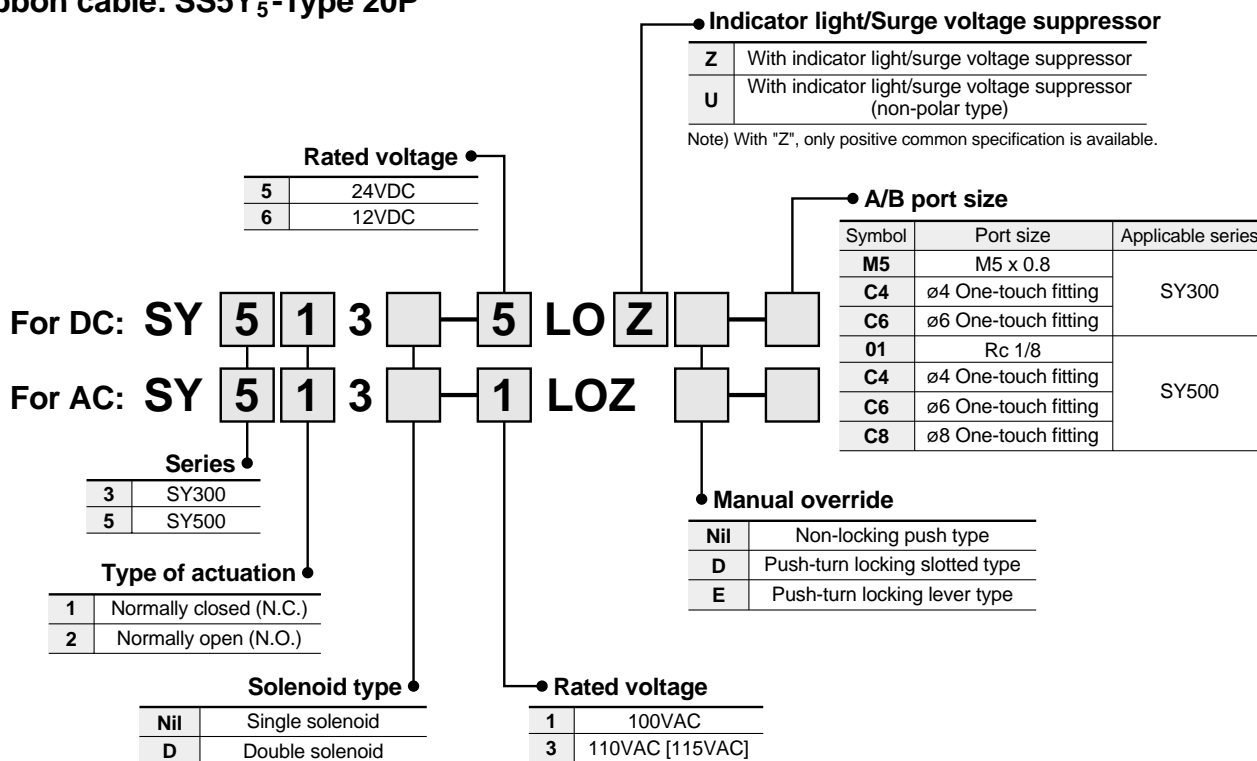 bbon cable: SS5Y5-Type 20P
Indicator light/Surge voltage suppressor
Z With indicator light/surge voltage suppressor
U With indicator light/surge voltage suppressor
(non-polar type)
Note) With "Z", only positive common specification is available.
Rated voltage
5 24VDC
6 12VDC
A/B port size
Symbol Port size Applicable series
M5 M5 x 0.8
C4 ø4 One-touch fitting
C6 ø6 One-touch fitting
SY300
01 Rc 1/8
C4 ø4 One-touch fitting
C6 ø6 One-touch fitting
C8 ø8 One-touch fitting
SY500
For DC: SY 5 1 3 — 5 LO Z —
For AC: SY 5 1 3 — 1 LOZ —
Series
3 SY300
5 SY500
Type of actuation
1 Normally closed (N.C.)
2 Normally open (N.O.)
Manual override
Nil Non-locking push type
D Push-turn locking slotted type
E Push-turn locking lever type
Solenoid type
Nil Single solenoid
D Double solenoid
Rated voltage
1 100VAC
3 110VAC [115VAC]